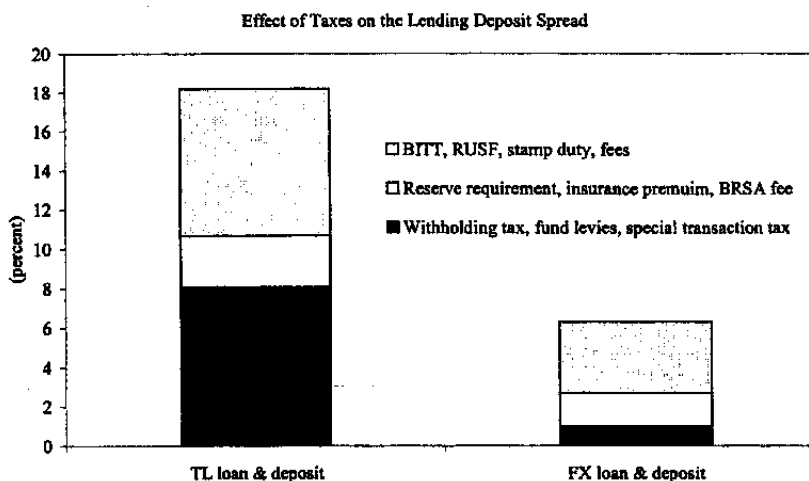 Effect of Taxes on the Lending Deposit Spread
20
18
16
14
12
10
8
6
4
2
0
(percent)
BITT, RUSF, stamp duty, fees
Reserve requirement, insurance premuim, BRSA fee
Withholding tax, fund levies, special transaction tax
TL loan & deposit
FX loan & deposit